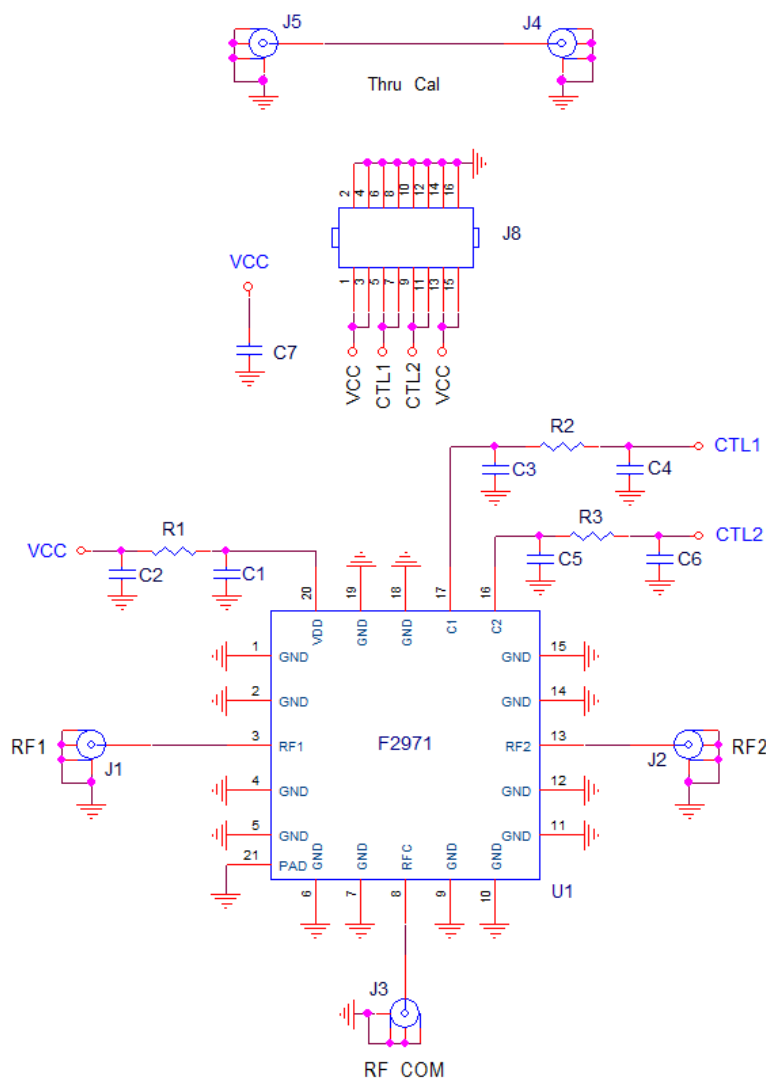 J5 J4
Thru Cal
2 4 6 8 10 12 14 16
J8
1 3 5 7 9 11 13 15
VCC
C7
VCC CTL1 CTL2 VCC
R2
CTL1
C3 C4
R1
R3
VCC
CTL2
C2 C1
C5 C6
20 19 18 17 16
VDD GND GND C1 C2
1 GND
GND 15
2 GND
GND 14
RF1
J1
3 RF1
F2971
RF2 13
J2
RF2
4 GND
GND 12
5 GND
GND 11
21 PAD
GND GND RFC GND GND
6 7 8 9 10
U1
J3
RF COM